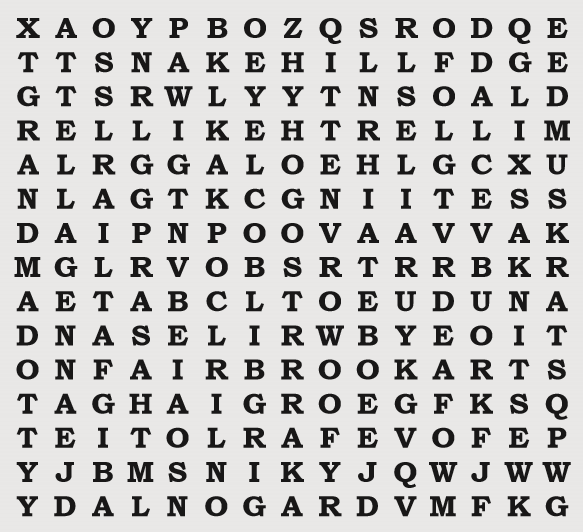 X A O Y P B O Z Q S R O D Q E
T T S N A K E H I L L F D G E
G T S R W L Y Y T N S O A L D
R E L L I K E H T R E L L I M
A L R G G A L O E H L G C X U
N L A G T K C G N I I T E S S
D A I P N P O O V A A V V A K
M G L R V O B S R T R R B K R
A E T A B C L T O E U D U N A
D N A S E L I R W B Y E O I T
O N F A I R B R O O K A R T S
T A G H A I G R O E G F K S Q
T E I T O L R A F E V O F E P
Y J B M S N I K Y J Q W J W W
Y D A L N O G A R D V M F K G